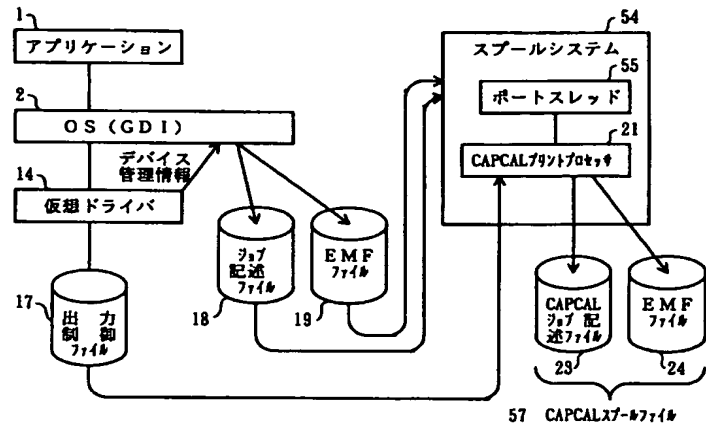 1
アプリケーション
2
OS(GDI)
デバイス
管理情報
14
仮想ドライバ
17
出力
制御
ファイル
ジョブ
記述
ファイル
18
EMF
ファイル
19
54
スプールシステム
55
ポートスレッド
21
CAPCALプリントプロセッサ
CAPCAL
ジョブ記
述ファイル
23
EMF
ファイル
24
57 CAPCALスプールファイル